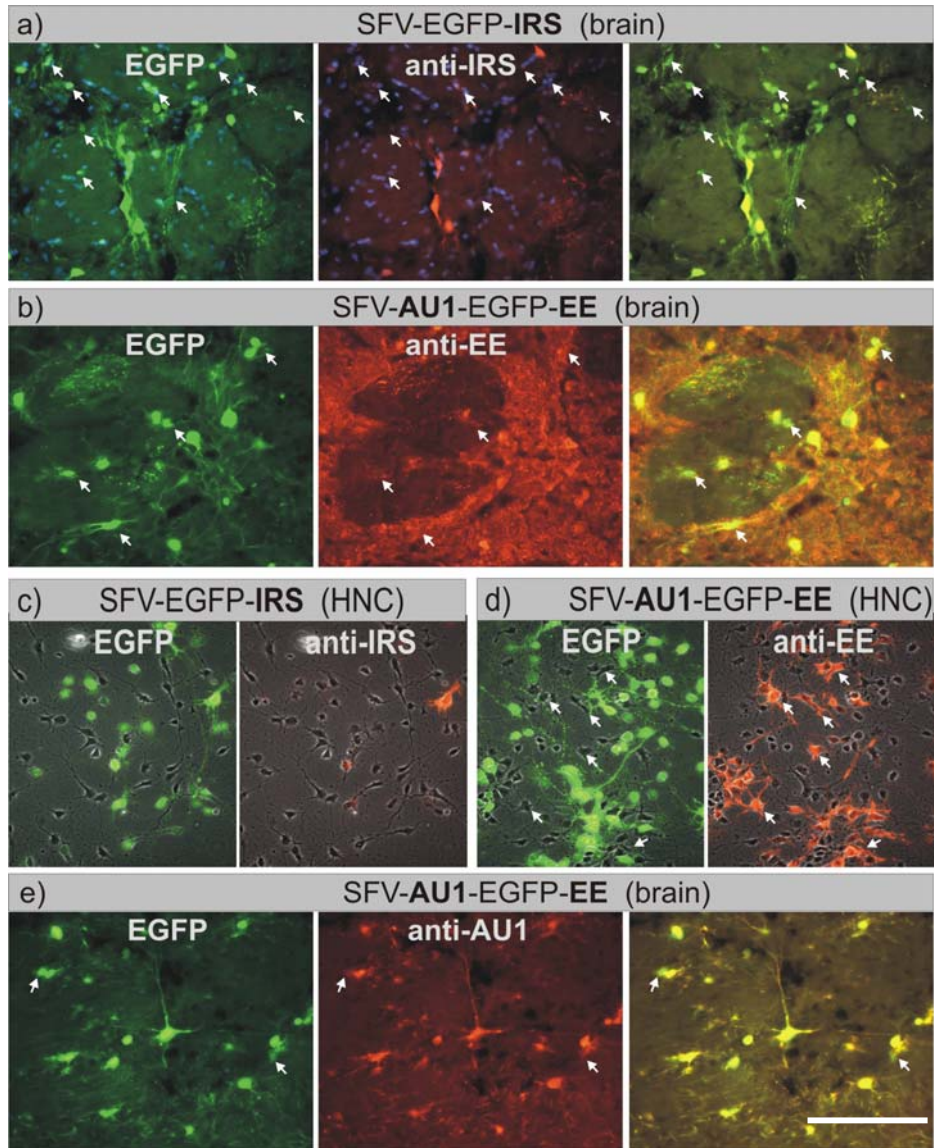 a) SFV-EGFP-IRS (brain)
EGFP anti-IRS
b) SFV-AU1-EGFP-EE (brain)
EGFP anti-EE
c) SFV-EGFP-IRS (HNC)
EGFP anti-IRS
d) SFV-AU1-EGFP-EE (HNC)
EGFP anti-EE
e) SFV-AU1-EGFP-EE (brain)
EGFP anti-AU1